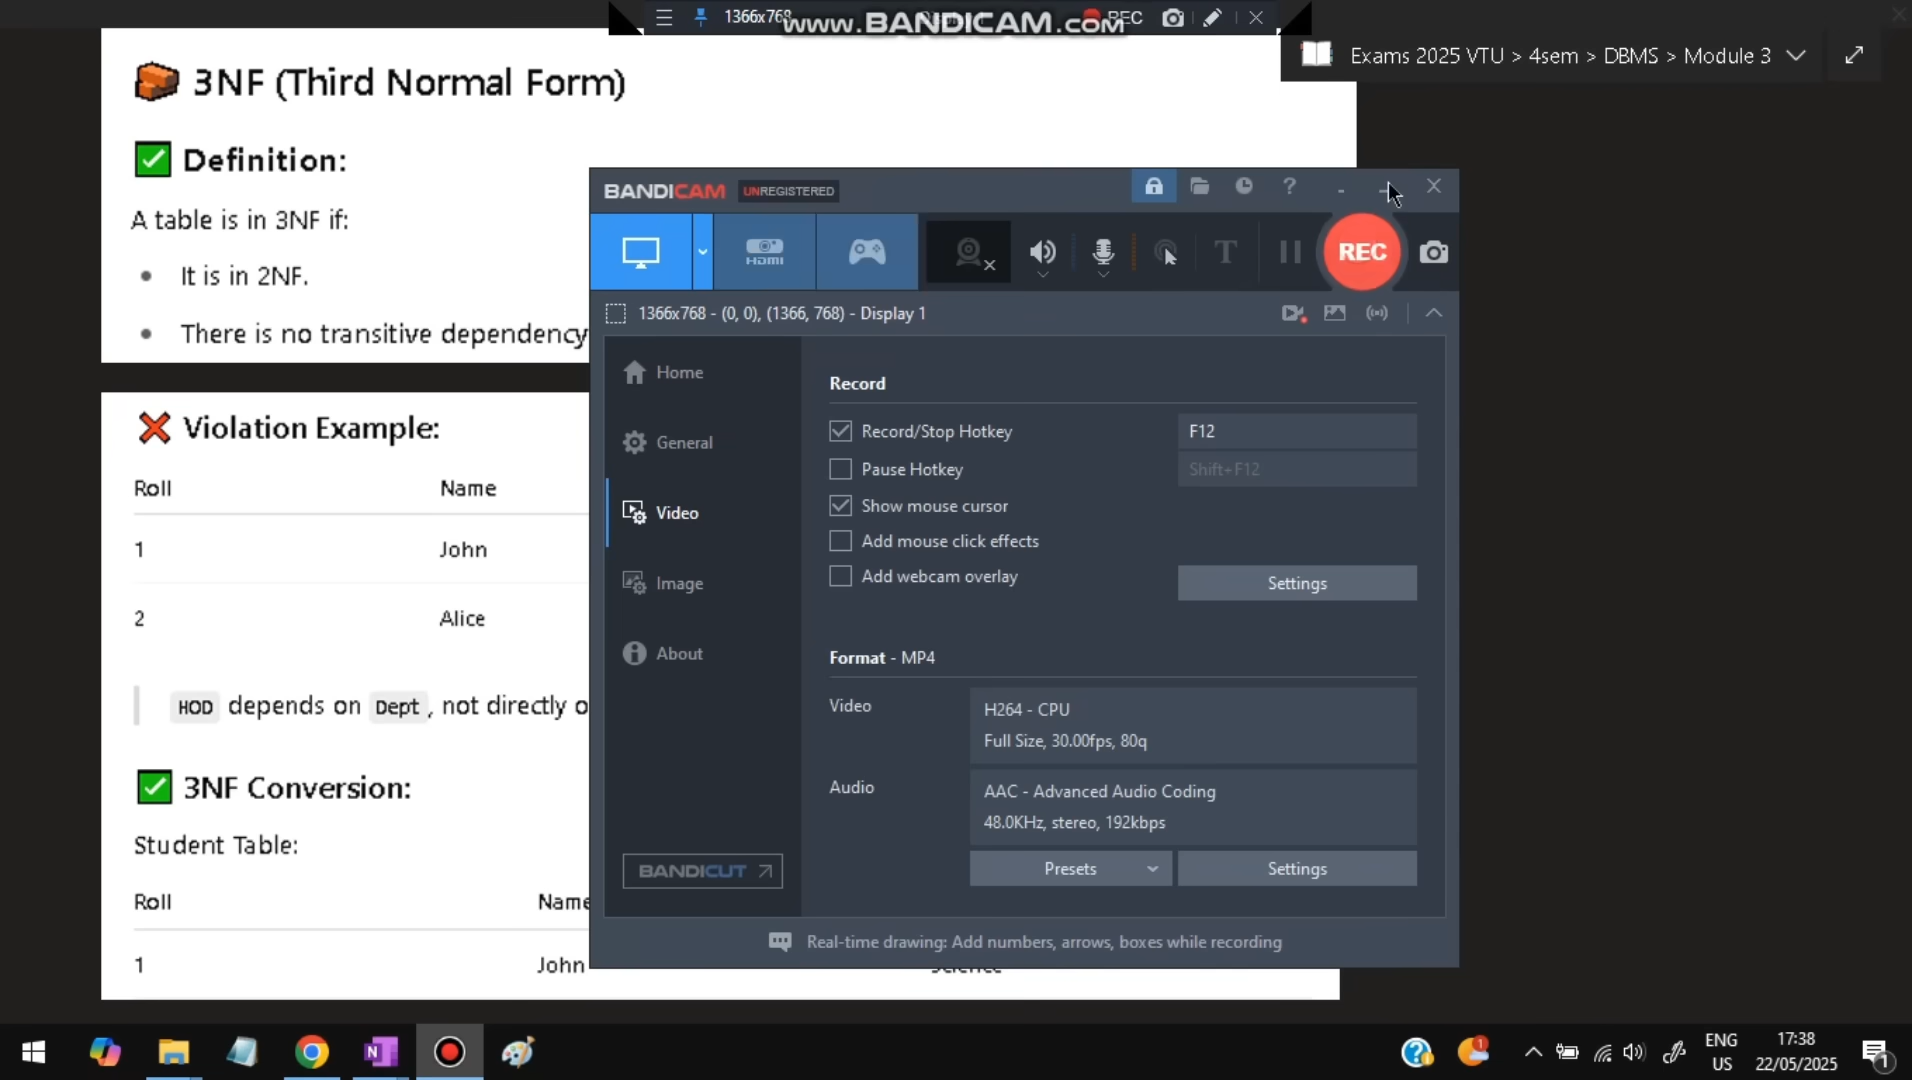 1366x768
www.BANDICAM.com
REC
Exams 2025 VTU > 4sem > DBMS > Module 3
3NF (Third Normal Form)
Definition:
A table is in 3NF if:
• It is in 2NF.
• There is no transitive dependency
Violation Example:
Roll Name
1 John
2 Alice
HOD depends on Dept, not directly o
3NF Conversion:
Student Table:
Roll Name
1 John Science
BANDICAM UNREGISTERED
HDMI
T
REC
1366x768 - (0, 0), (1366, 768) - Display 1
Home
General
Video
Image
About
BANDICUT
Record
Record/Stop Hotkey F12
Pause Hotkey Shift+F12
Show mouse cursor
Add mouse click effects
Add webcam overlay Settings
Format - MP4
Video H264 - CPU
Full Size, 30.00fps, 80q
Audio AAC - Advanced Audio Coding
48.0KHz, stereo, 192kbps
Presets Settings
Real-time drawing: Add numbers, arrows, boxes while recording
N
1
ENG
US
17:38
22/05/2025
1